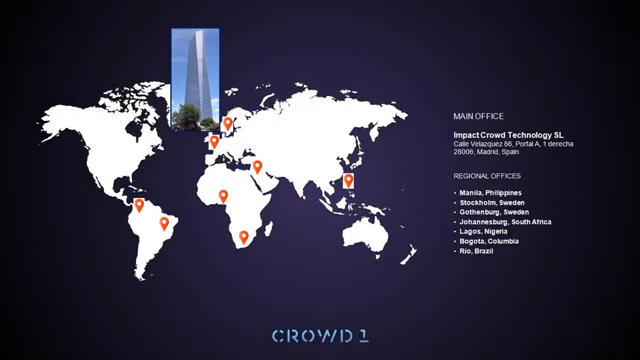 MAIN OFFICE
Impact Crowd Technology SL
Calle Velazquez 86, Portal A, 1 derecha
28006, Madrid, Spain
REGIONAL OFFICES
• Manila, Philippines
• Stockholm, Sweden
• Gothenburg, Sweden
• Johannesburg, South Africa
• Lagos, Nigeria
• Bogota, Columbia
• Rio, Brazil
CROWD 1